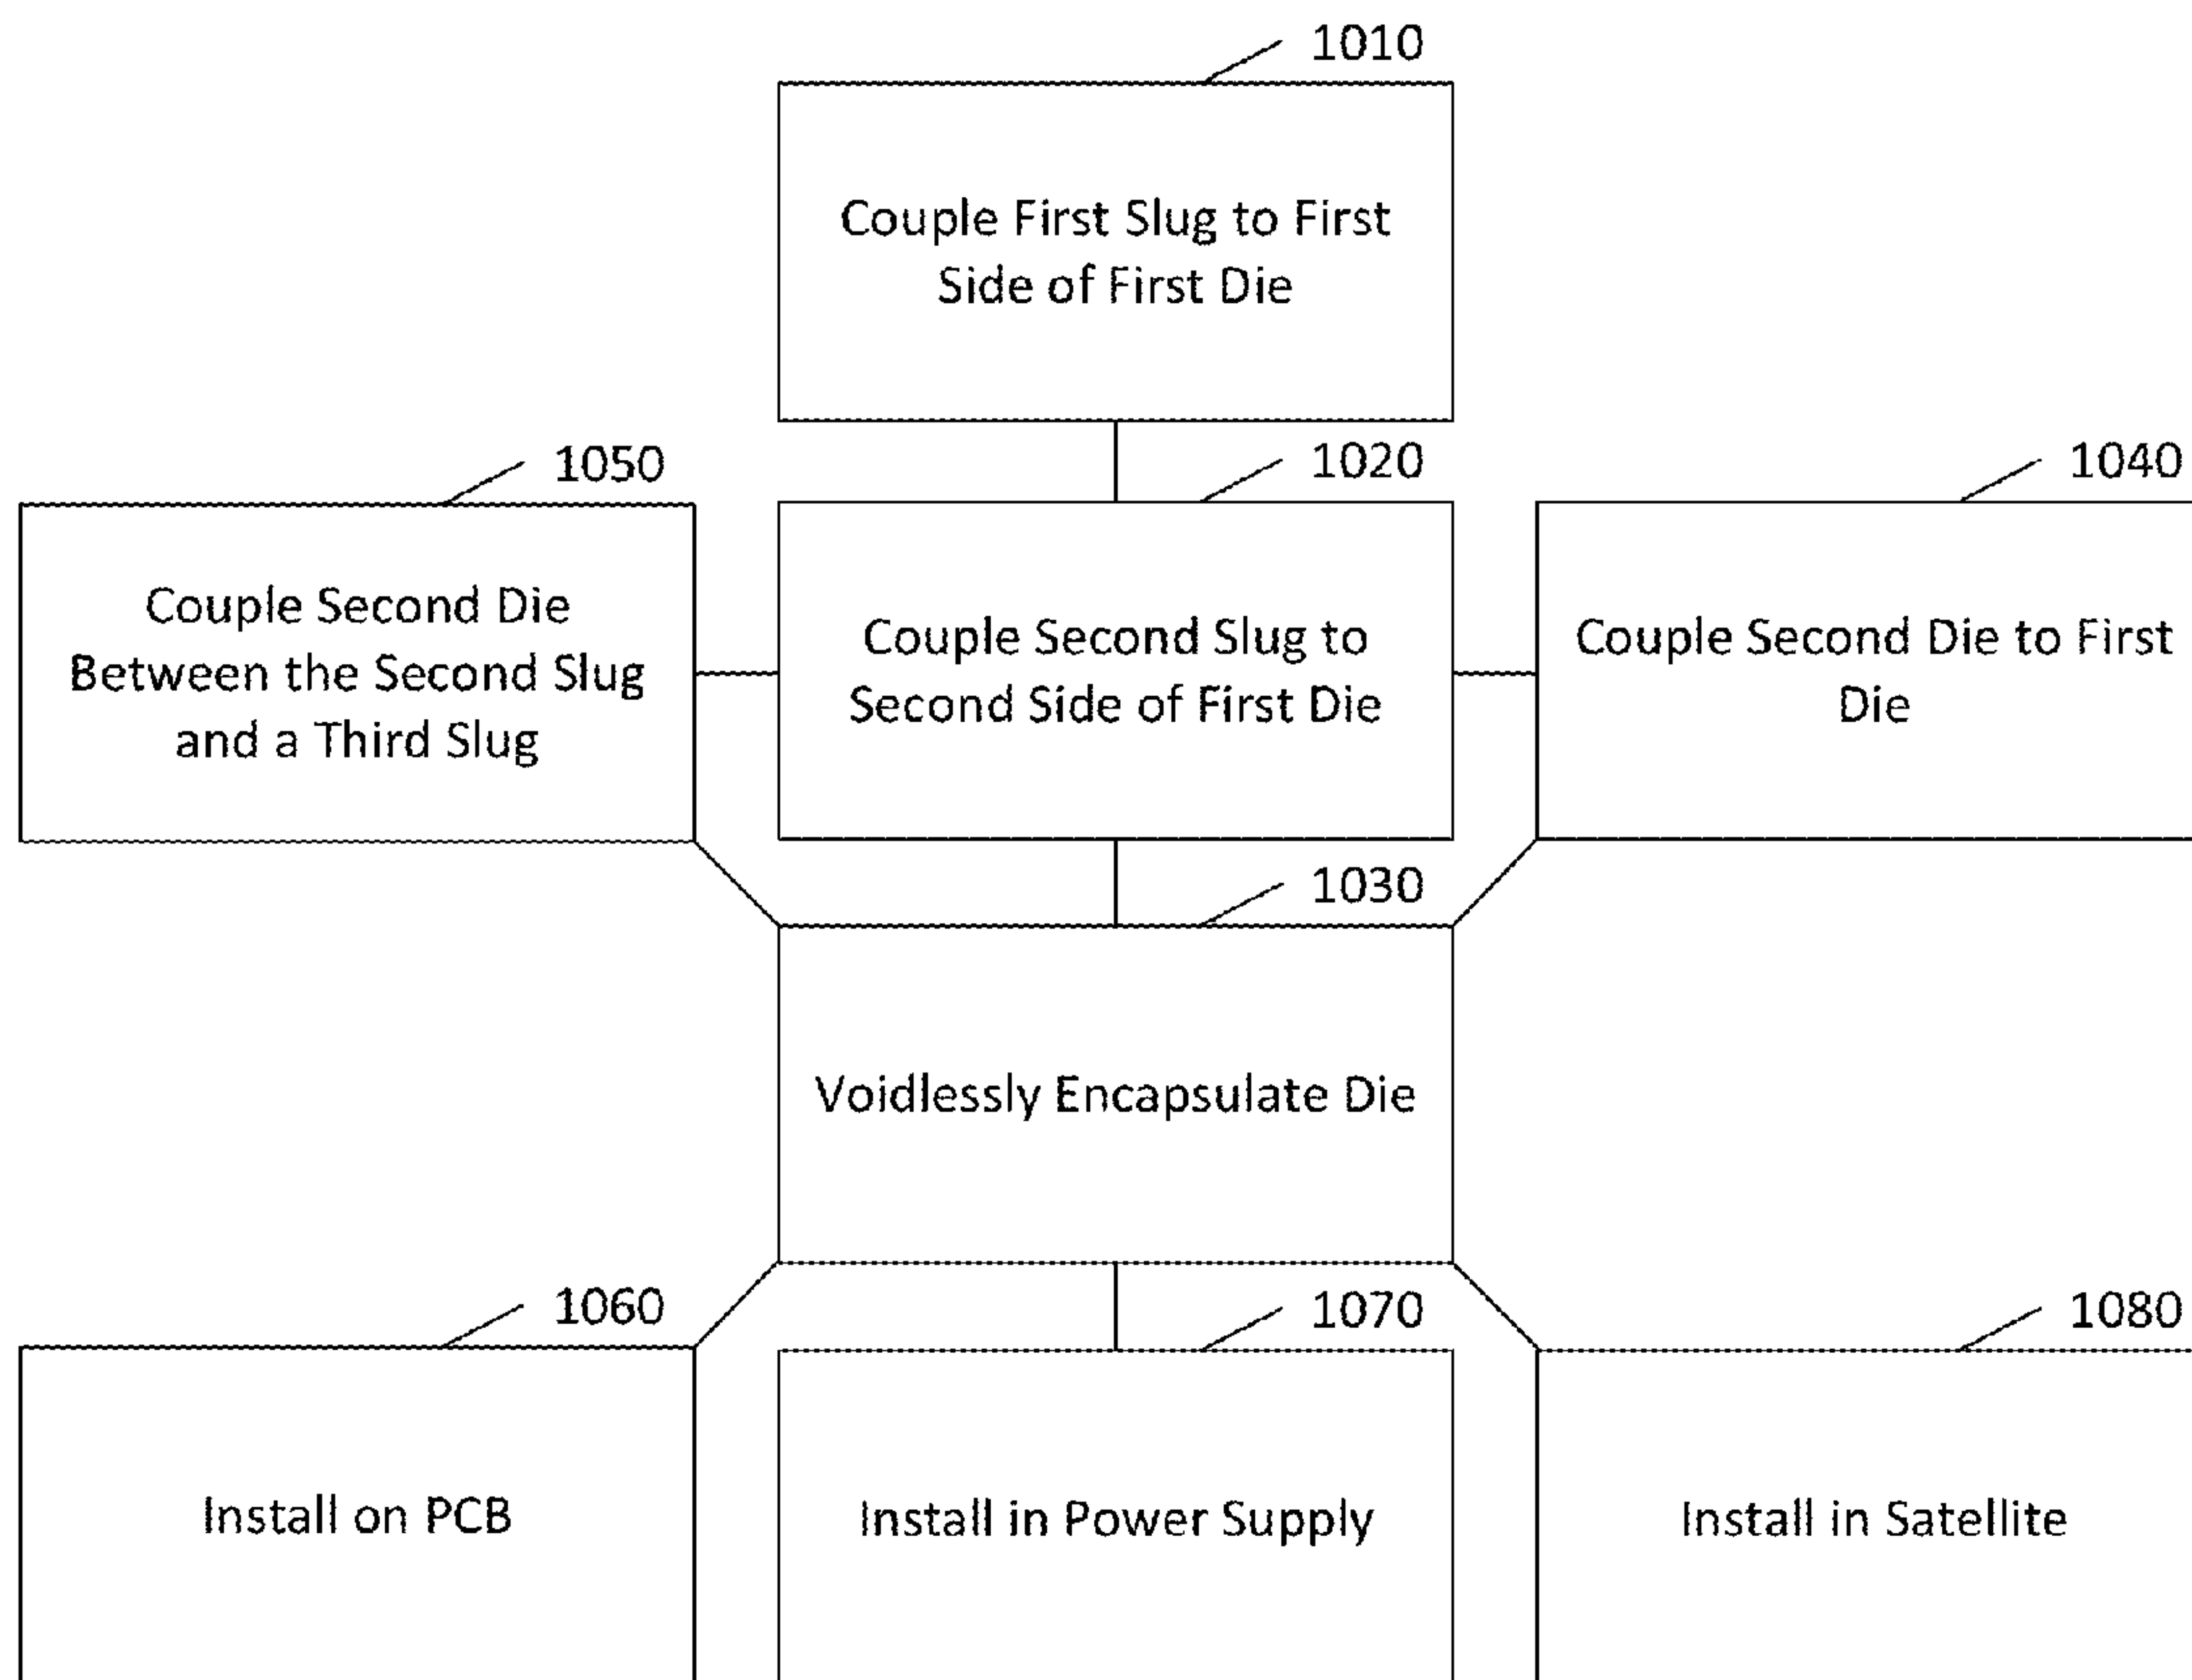 1010
Couple First Slug to First
Side of First Die
1050
1020
1040
Couple Second Die
Between the Second Slug
and a Third Slug
Couple Second Slug to
Second Side of First Die
Couple Second Die to First
Die
1030
Voidlessly Encapsulate Die
1060
1070
1080
Install on PCB
Install in Power Supply
Install in Satellite